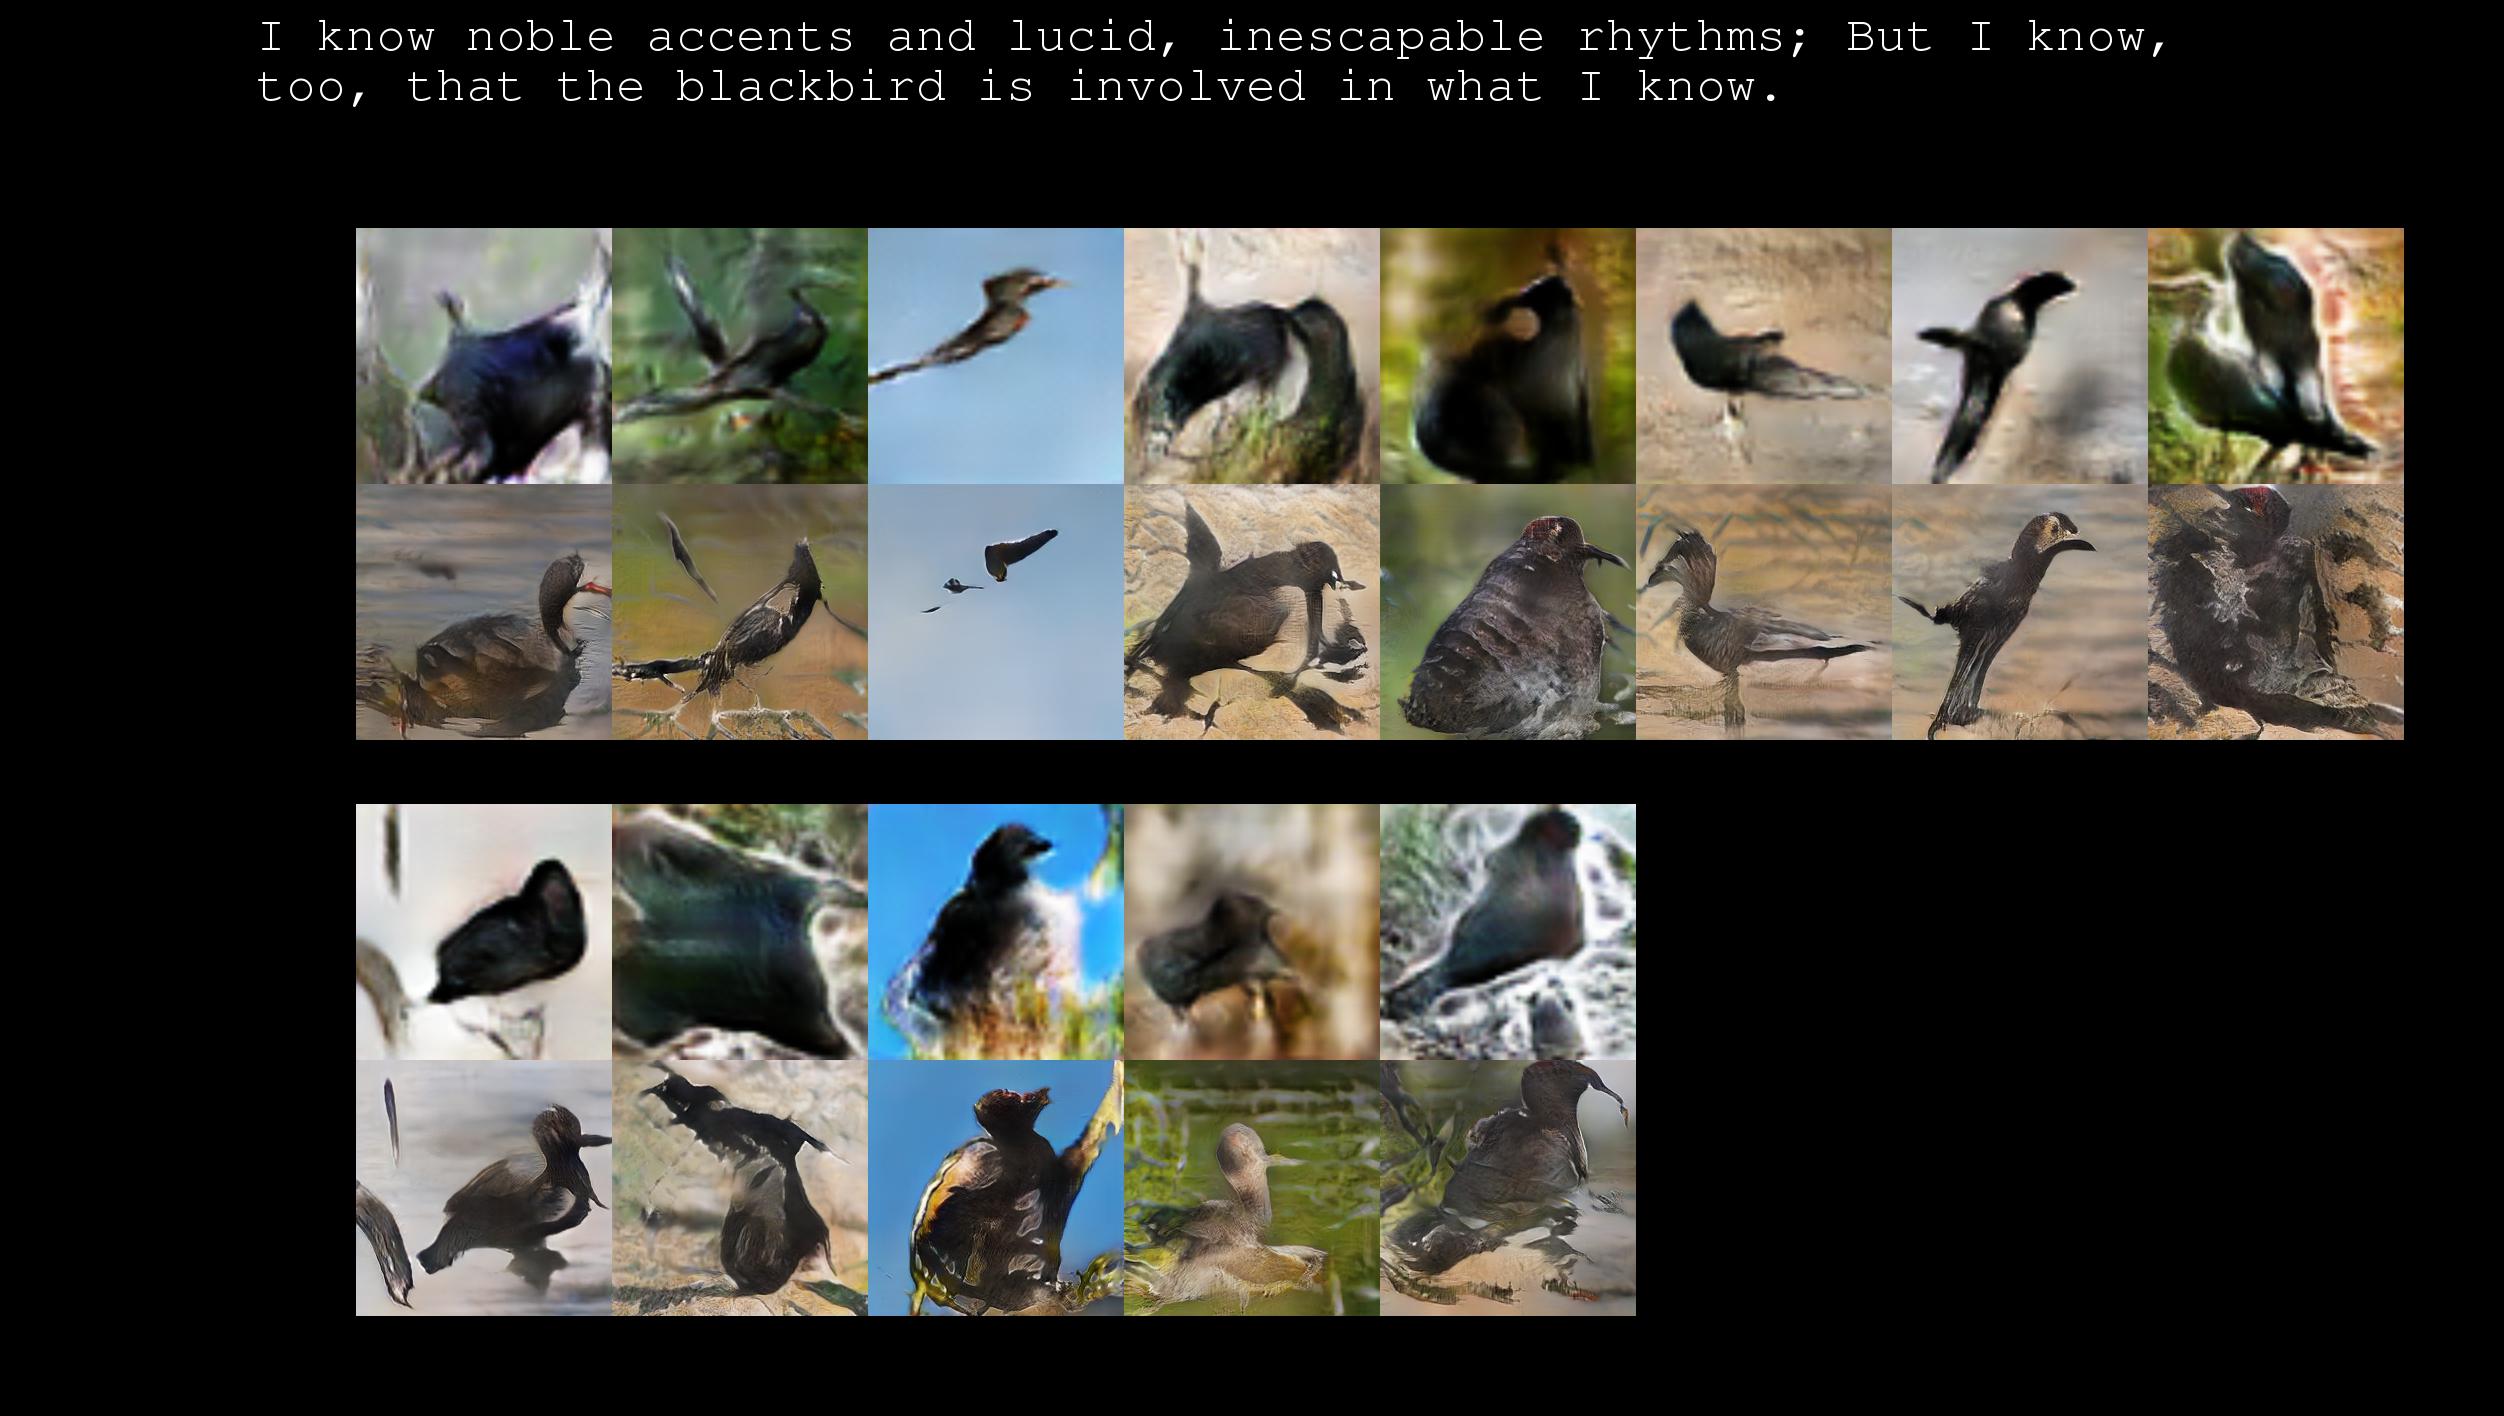 I know noble accents and lucid, inescapable rhythms; But I know,
too, that the blackbird is involved in what I know.